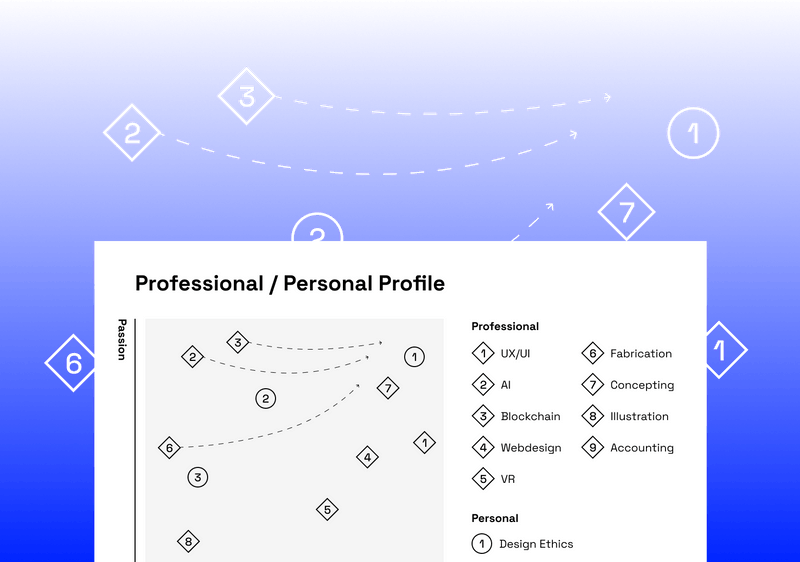 3
2
1
7
2
6
1
Professional / Personal Profile
Passion
3
2
1
7
2
1
6
4
3
5
8
Professional
1 UX/UI
2 AI
3 Blockchain
4 Webdesign
5 VR
6 Fabrication
7 Concepting
8 Illustration
9 Accounting
Personal
1 Design Ethics